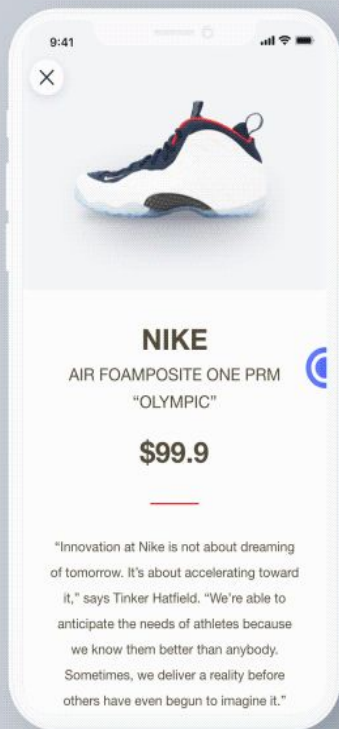 9:41
NIKE
AIR FOAMPOSITE ONE PRM
“OLYMPIC”
$99.9
“Innovation at Nike is not about dreaming
of tomorrow. It’s about accelerating toward
it,” says Tinker Hatfield. “We’re able to
anticipate the needs of athletes because
we know them better than anybody.
Sometimes, we deliver a reality before
others have even begun to imagine it.”